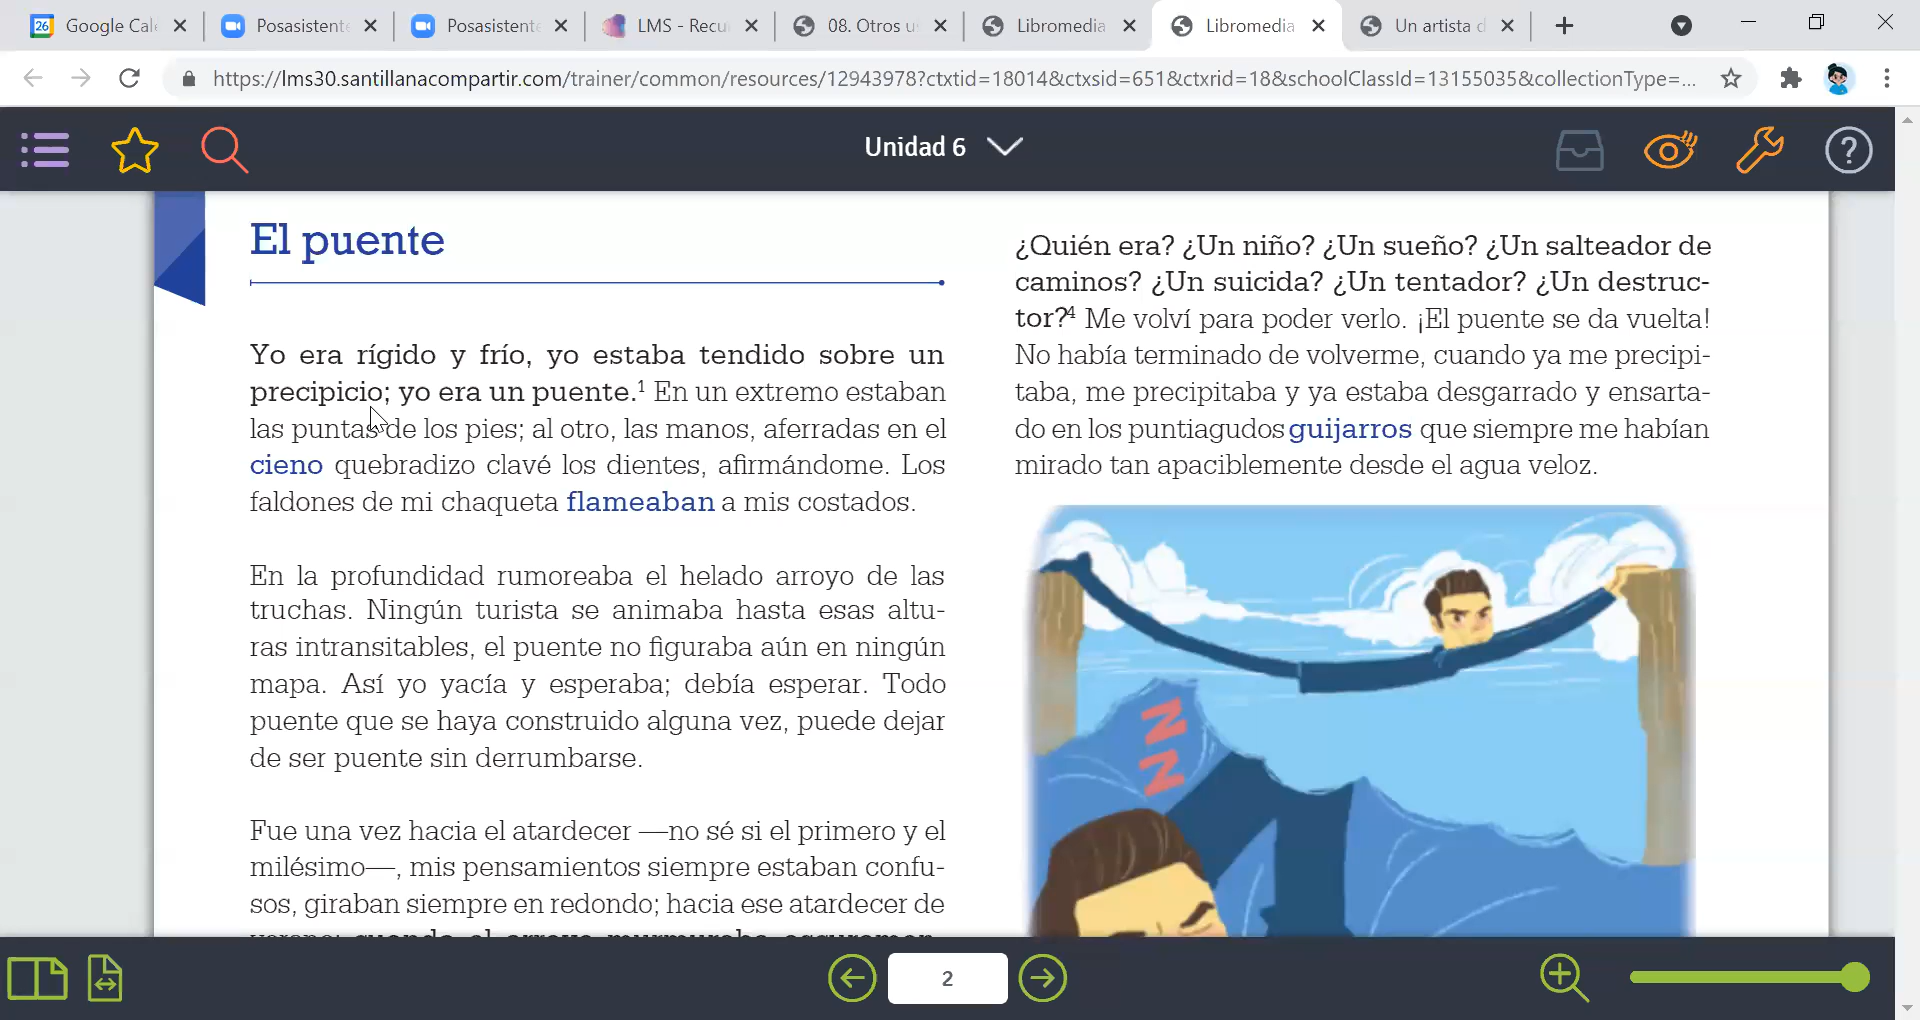 Google Cale
Posasistente
Posasistente
LMS - Recu
08. Otros u
Libromedia
Libromedia
Un artista d
https://lms30.santillanacompartir.com/trainer/common/resources/12943978?ctxtid=18014&ctxsid=651&ctxrid=18&schoolClassId=13155035&collectionType=...
Unidad 6
El puente
Yo era rígido y frío, yo estaba tendido sobre un
precipicio; yo era un puente.¹ En un extremo estaban
las puntas de los pies; al otro, las manos, aferradas en el
cieno quebradizo clavé los dientes, afirmándome. Los
faldones de mi chaqueta flameaban a mis costados.
En la profundidad rumoreaba el helado arroyo de las
truchas. Ningún turista se animaba hasta esas altu-
ras intransitables, el puente no figuraba aún en ningún
mapa. Así yo yacía y esperaba; debía esperar. Todo
puente que se haya construido alguna vez, puede dejar
de ser puente sin derrumbarse.
Fue una vez hacia el atardecer —no sé si el primero y el
milésimo—, mis pensamientos siempre estaban confu-
sos, giraban siempre en redondo; hacia ese atardecer de
¿Quién era? ¿Un niño? ¿Un sueño? ¿Un salteador de
caminos? ¿Un suicida? ¿Un tentador? ¿Un destruc-
tor?⁴ Me volví para poder verlo. ¡El puente se da vuelta!
No había terminado de volverme, cuando ya me precipi-
taba, me precipitaba y ya estaba desgarrado y ensarta-
do en los puntiagudos guijarros que siempre me habían
mirado tan apaciblemente desde el agua veloz.
Z
Z
2